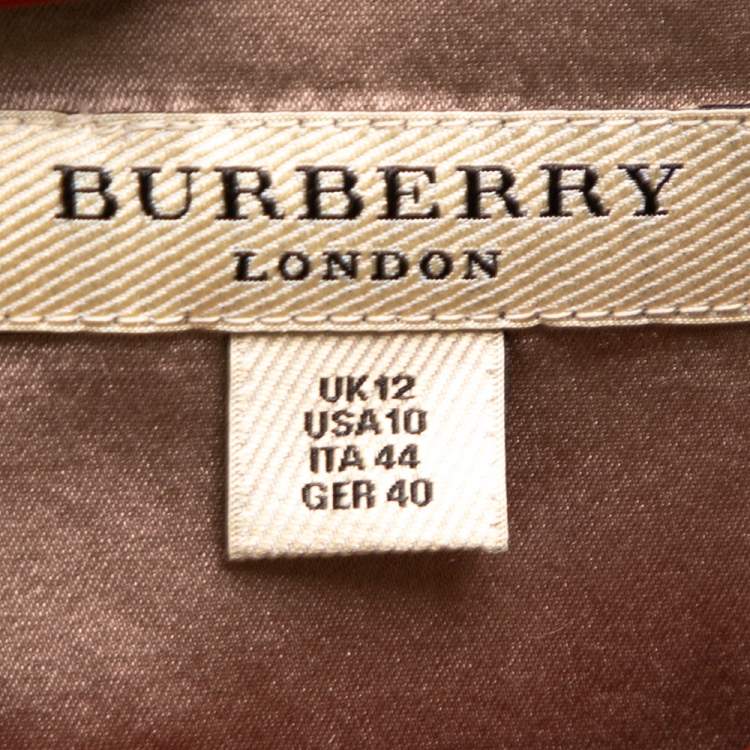 BURBERRY
LONDON
UK12
USA10
ITA 44
GER 40